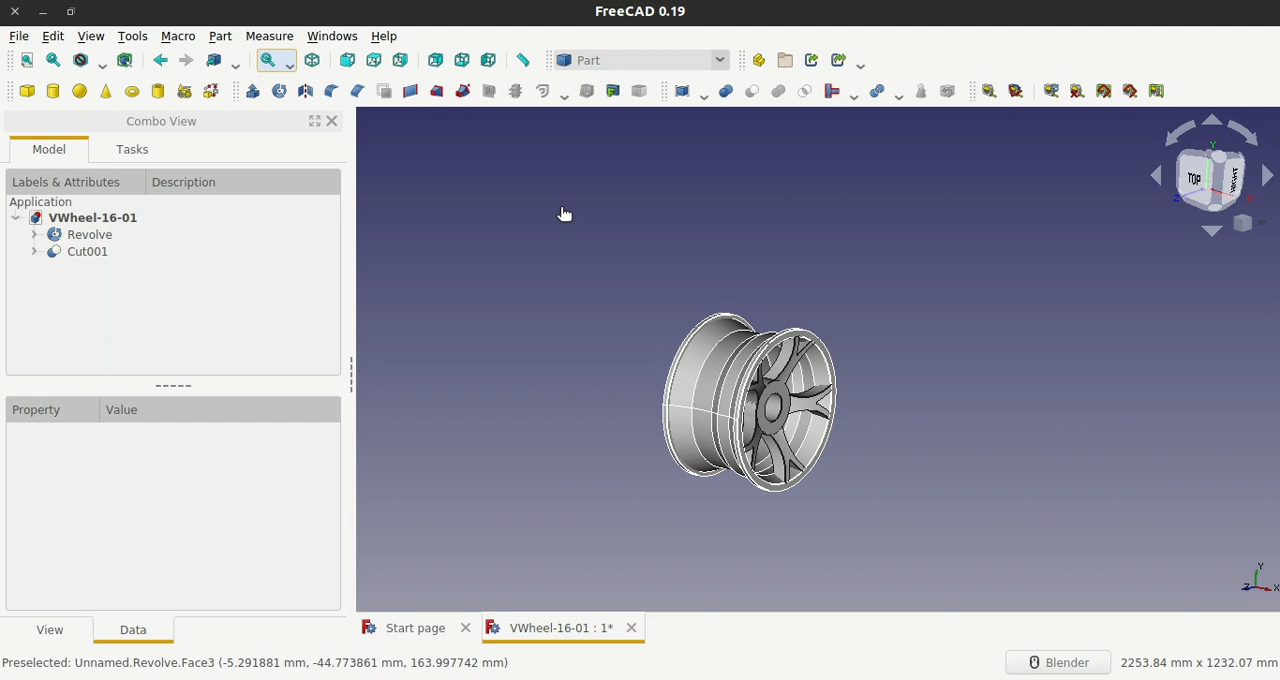 FreeCAD 0.19
File Edit View Tools Macro Part Measure Windows Help
Part
Combo View
Model Tasks
Labels & Attributes Description
Application
VWheel-16-01
Revolve
Cut001
Property Value
View Data
TOP
RIGHT
Y
Z
Y
Z
X
Start page
VWheel-16-01 : 1*
Preselected: Unnamed.Revolve.Face3 (-5.291881 mm, -44.773861 mm, 163.997742 mm)
Blender
2253.84 mm x 1232.07 mm